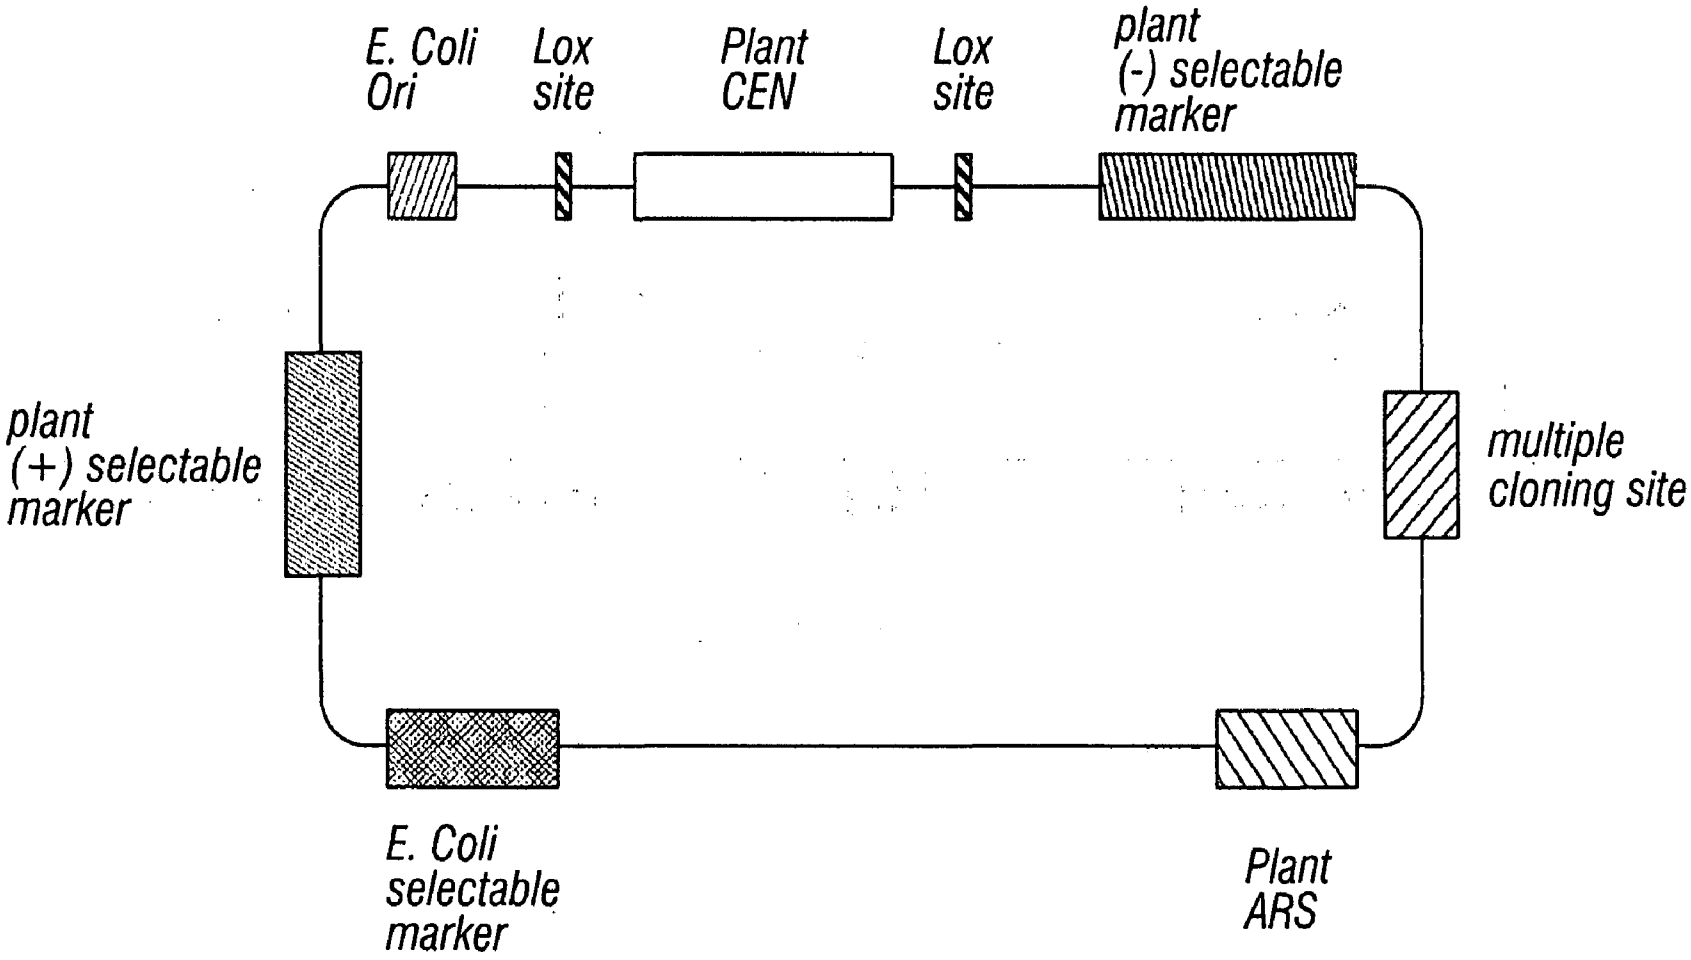 E. Coli
Ori
Lox
site
Plant
CEN
Lox
site
plant
(-) selectable
marker
plant
(+) selectable
marker
multiple
cloning site
E. Coli
selectable
marker
Plant
ARS